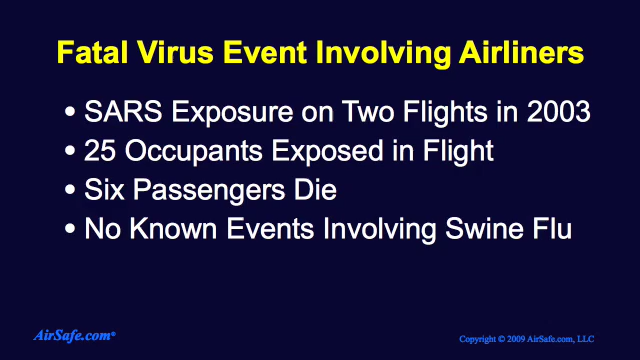 Fatal Virus Event Involving Airliners
• SARS Exposure on Two Flights in 2003
• 25 Occupants Exposed in Flight
• Six Passengers Die
• No Known Events Involving Swine Flu
AirSafe.com®
Copyright © 2009 AirSafe.com, LLC